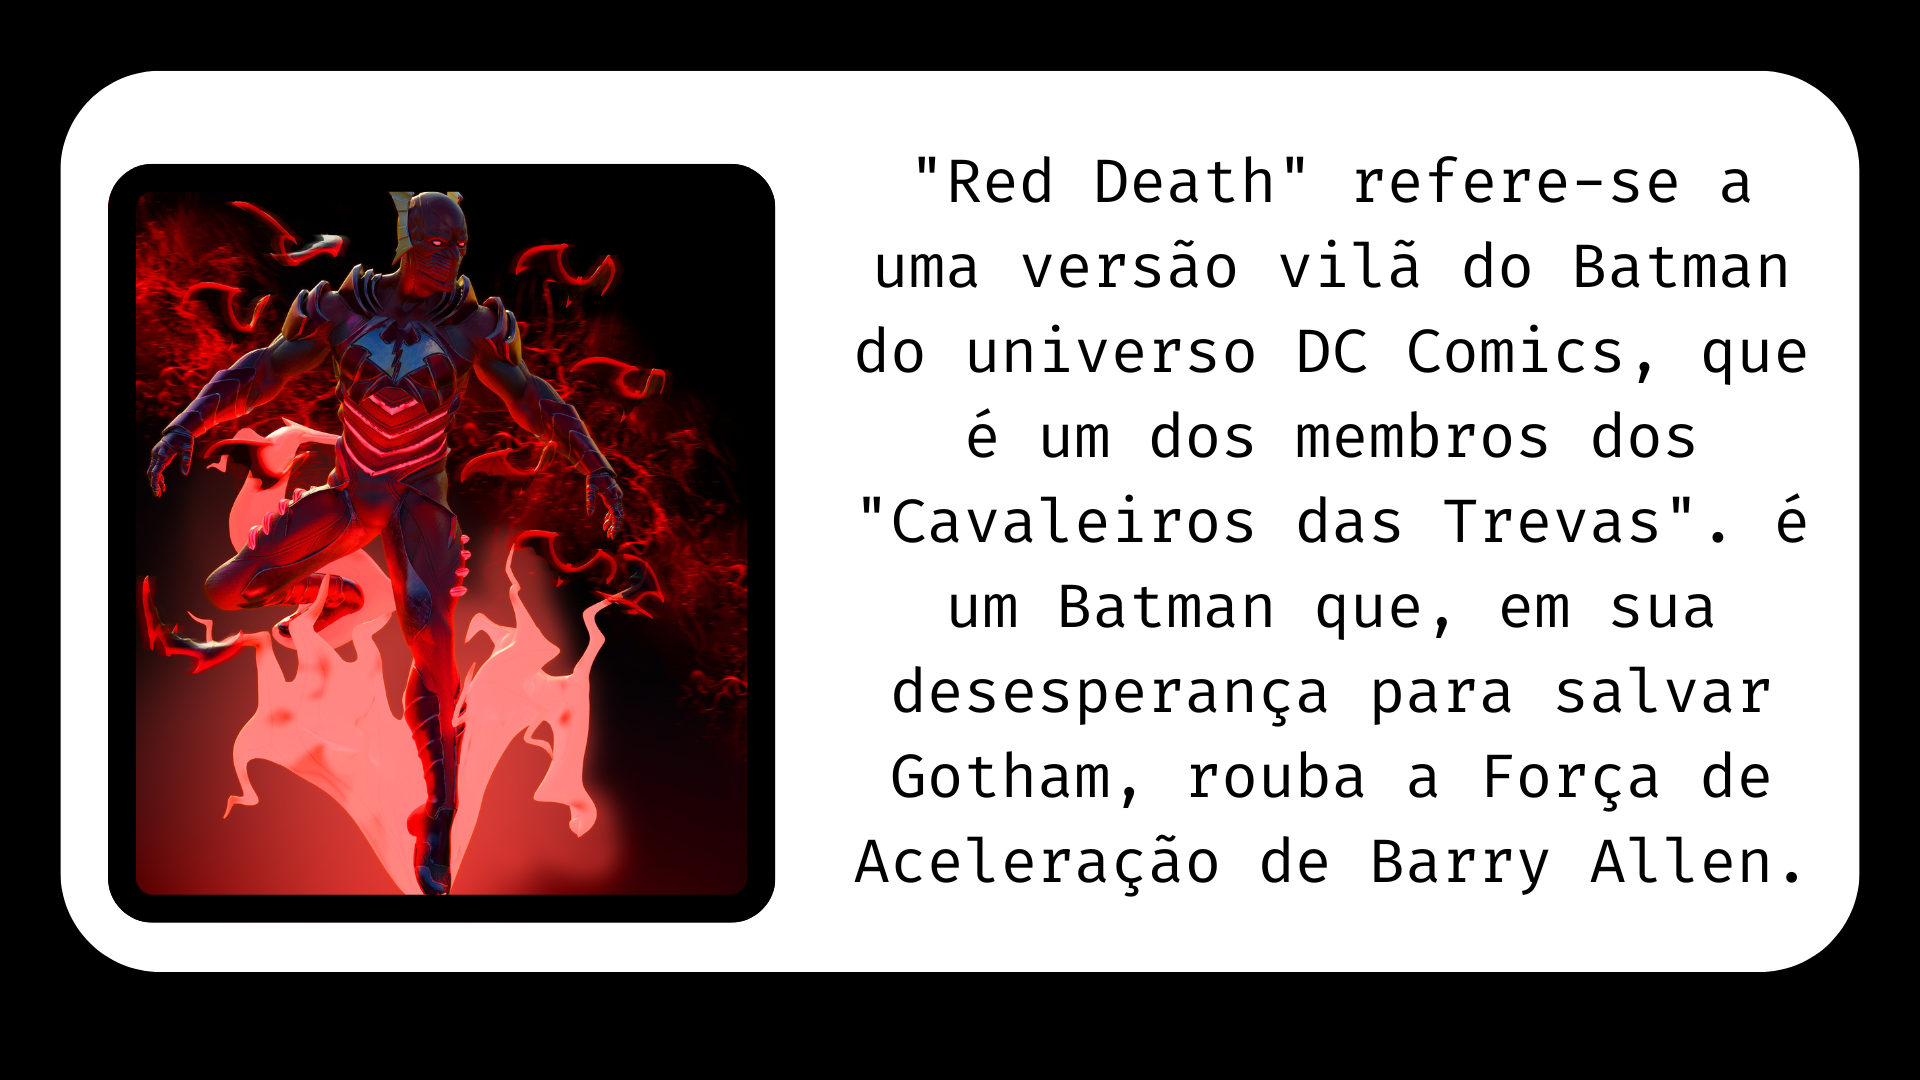 "Red Death" refere-se a
uma versão vilã do Batman
do universo DC Comics, que
é um dos membros dos
"Cavaleiros das Trevas". é
um Batman que, em sua
desesperança para salvar
Gotham, rouba a Força de
Aceleração de Barry Allen.